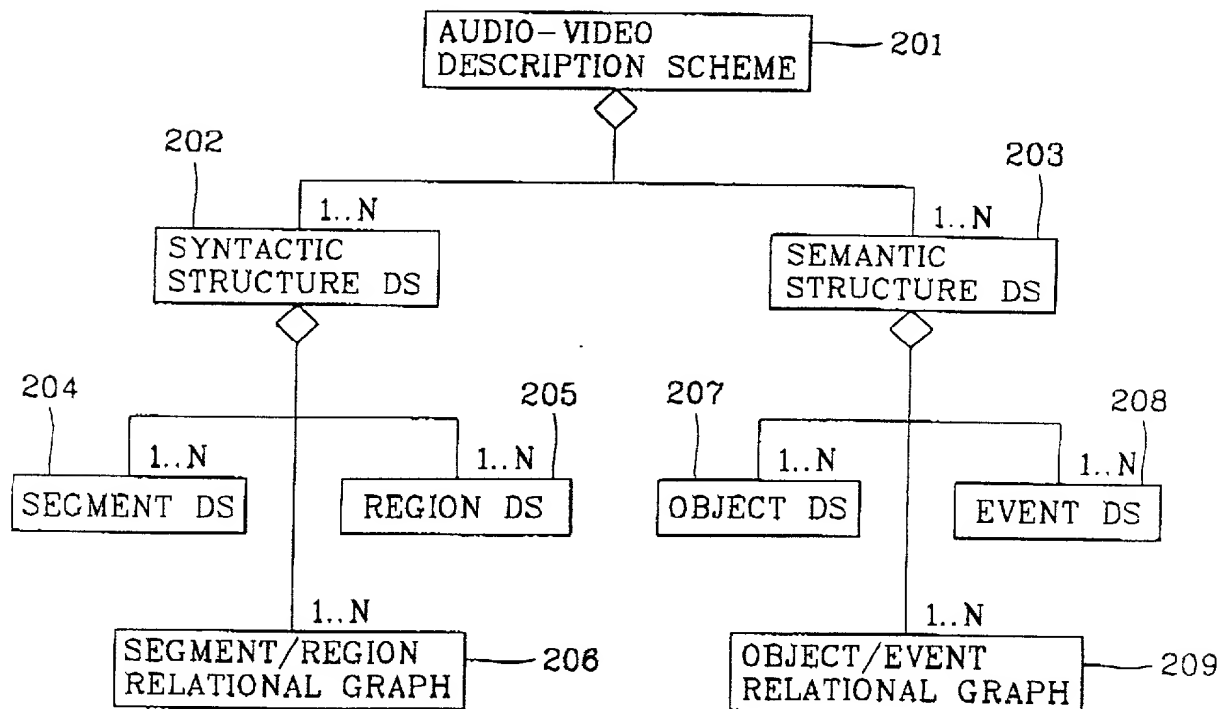 AUDIO-VIDEO
DESCRIPTION SCHEME
201
202
203
1..N
1..N
SYNTACTIC
STRUCTURE DS
SEMANTIC
STRUCTURE DS
204
205
207
208
1..N
1..N
1..N
1..N
SEGMENT DS
REGION DS
OBJECT DS
EVENT DS
1..N
1..N
SEGMENT/REGION
RELATIONAL GRAPH
206
OBJECT/EVENT
RELATIONAL GRAPH
209